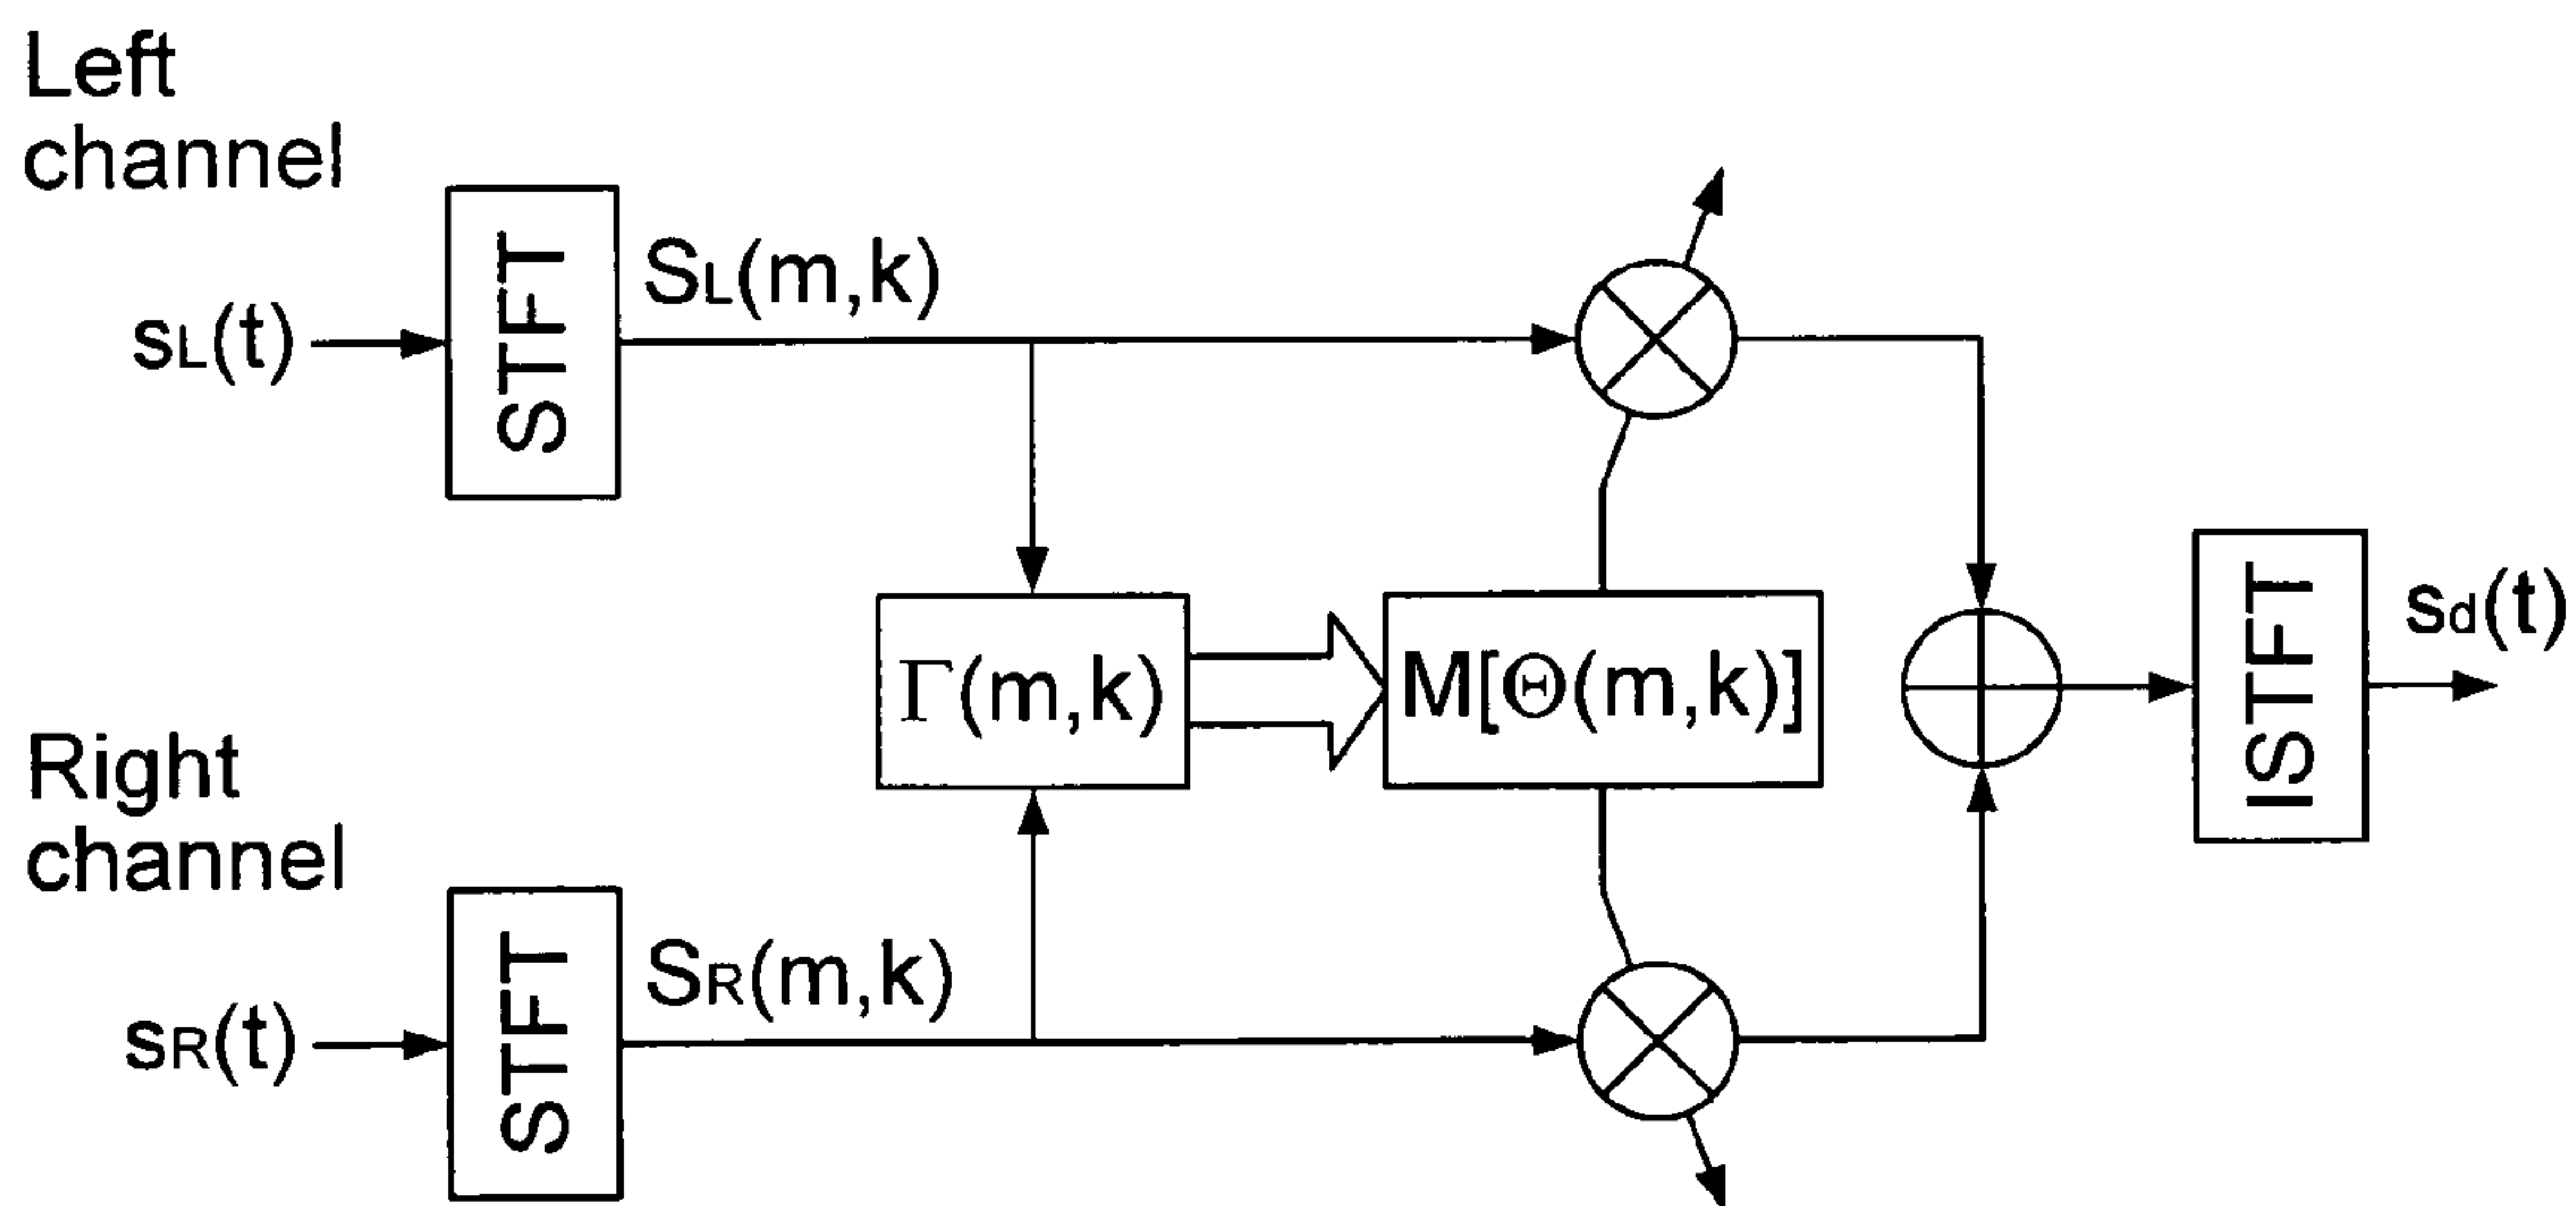 Left
channel
sL(t)
STFT
SL(m,k)
Γ(m,k)
M[Θ(m,k)]
ISTFT
sd(t)
Right
channel
sR(t)
STFT
SR(m,k)